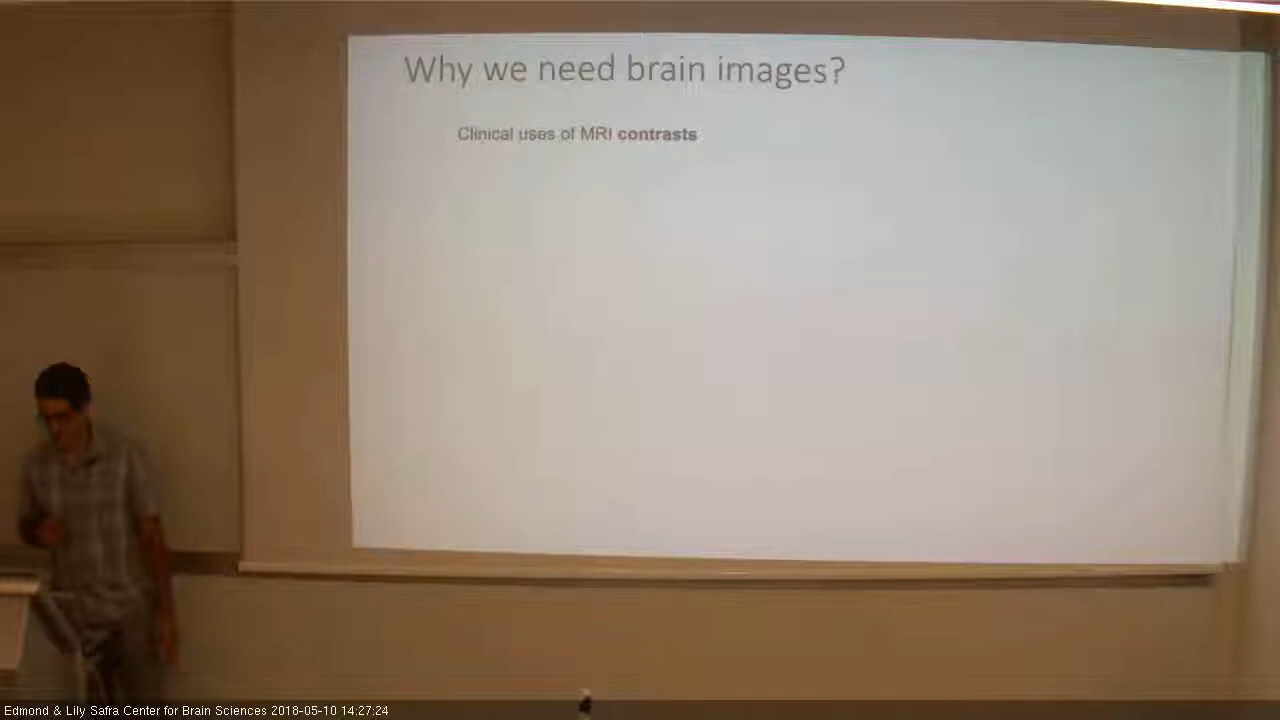 Why we need brain images?
Clinical uses of MRI contrasts
Edmond & Lily Safra Center for Brain Sciences 2018-05-10 14:27:24